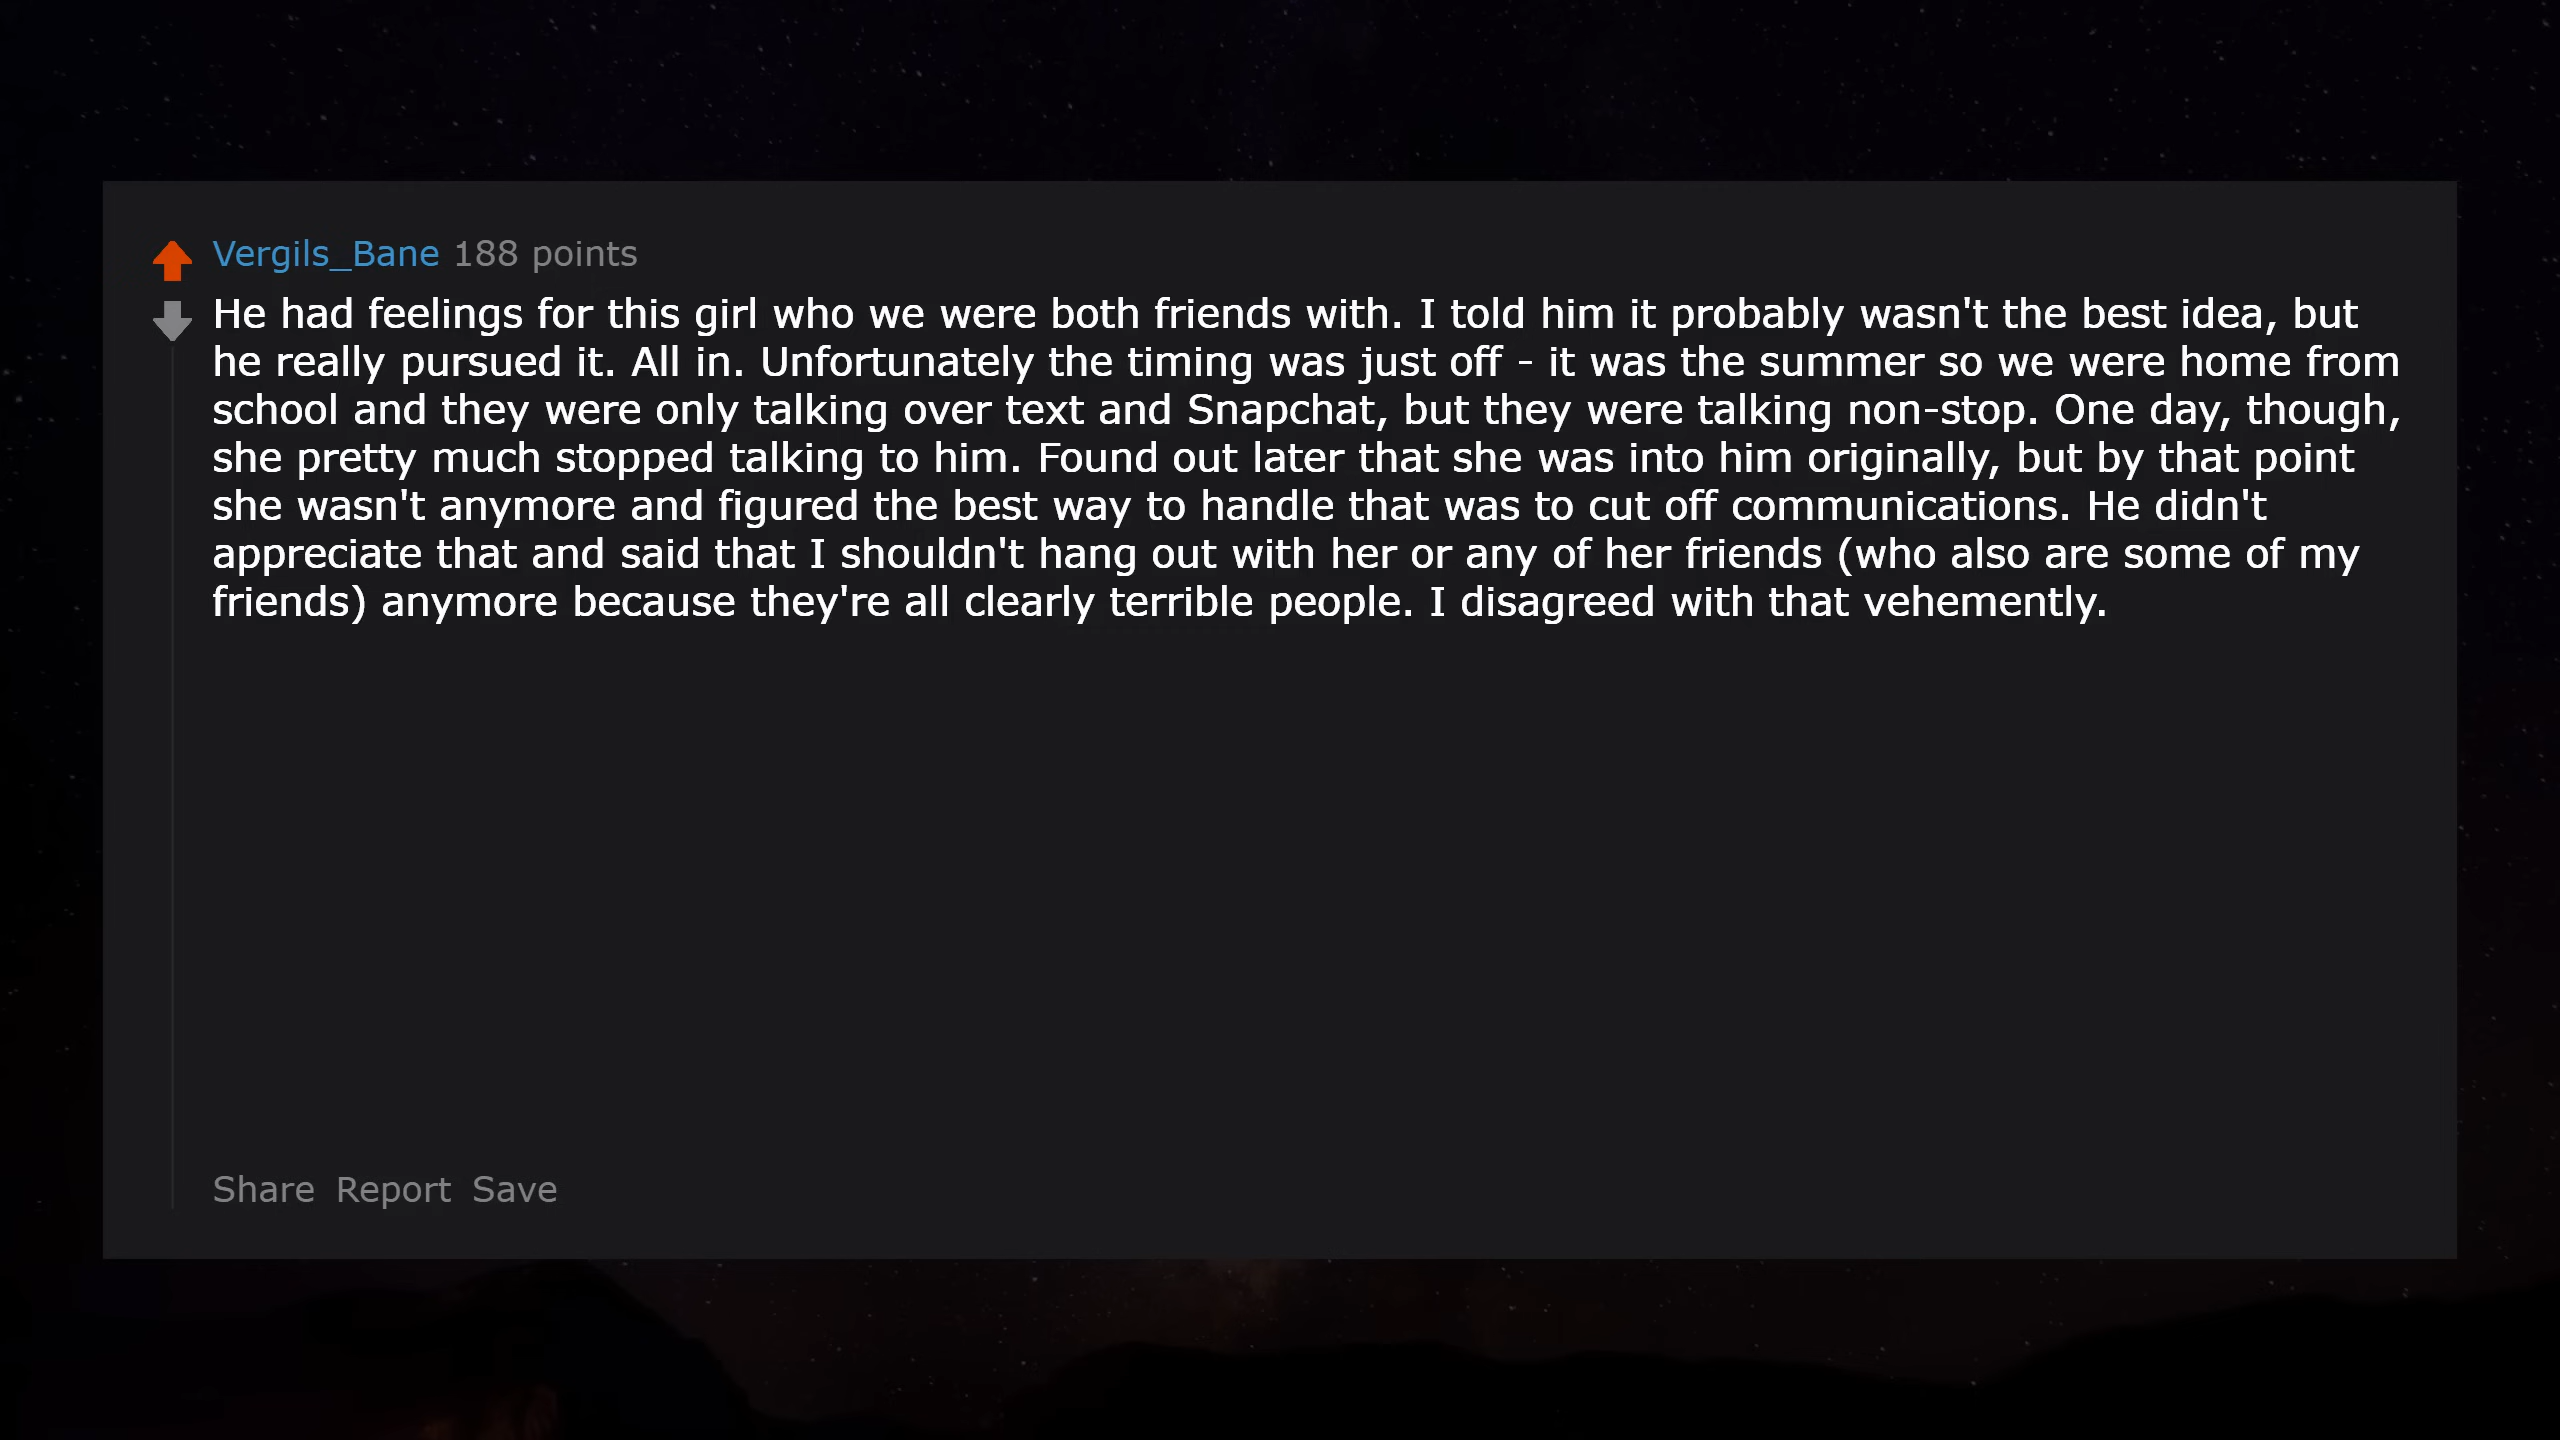 Vergils_Bane 188 points
He had feelings for this girl who we were both friends with. I told him it probably wasn't the best idea, but
he really pursued it. All in. Unfortunately the timing was just off - it was the summer so we were home from
school and they were only talking over text and Snapchat, but they were talking non-stop. One day, though,
she pretty much stopped talking to him. Found out later that she was into him originally, but by that point
she wasn't anymore and figured the best way to handle that was to cut off communications. He didn't
appreciate that and said that I shouldn't hang out with her or any of her friends (who also are some of my
friends) anymore because they're all clearly terrible people. I disagreed with that vehemently.
Share Report Save